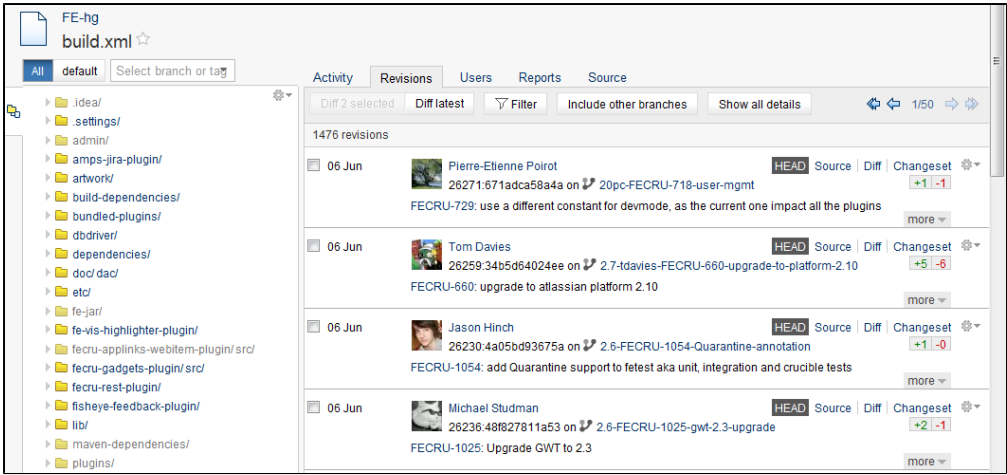 FE-hg
build.xml
All default Select branch or tag
Activity Revisions Users Reports Source
Diff 2 selected Diff latest Filter Include other branches Show all details 1/50
1476 revisions
.idea/
.settings/
admin/
amps-jira-plugin/
artwork/
build-dependencies/
bundled-plugins/
dbdriver/
dependencies/
doc/dac/
etc/
fe-jar/
fe-vis-highlighter-plugin/
fecru-applinks-webitem-plugin/src/
fecru-gadgets-plugin/src/
fecru-rest-plugin/
fisheye-feedback-plugin/
lib/
maven-dependencies/
plugins/
06 Jun Pierre-Etienne Poirot HEAD Source Diff Changeset
26271:671adca58a4a on 20pc-FECRU-718-user-mgmt +1 -1
FECRU-729: use a different constant for devmode, as the current one impact all the plugins
more
06 Jun Tom Davies HEAD Source Diff Changeset
26259:34b5d64024ee on 2.7-tdavies-FECRU-660-upgrade-to-platform-2.10 +5 -6
FECRU-660: upgrade to atlassian platform 2.10
more
06 Jun Jason Hinch HEAD Source Diff Changeset
26230:4a05bd93675a on 2.6-FECRU-1054-Quarantine-annotation +1 -0
FECRU-1054: add Quarantine support to fetest aka unit, integration and crucible tests
more
06 Jun Michael Studman HEAD Source Diff Changeset
26236:48f827811a53 on 2.6-FECRU-1025-gwt-2.3-upgrade +2 -1
FECRU-1025: Upgrade GWT to 2.3
more